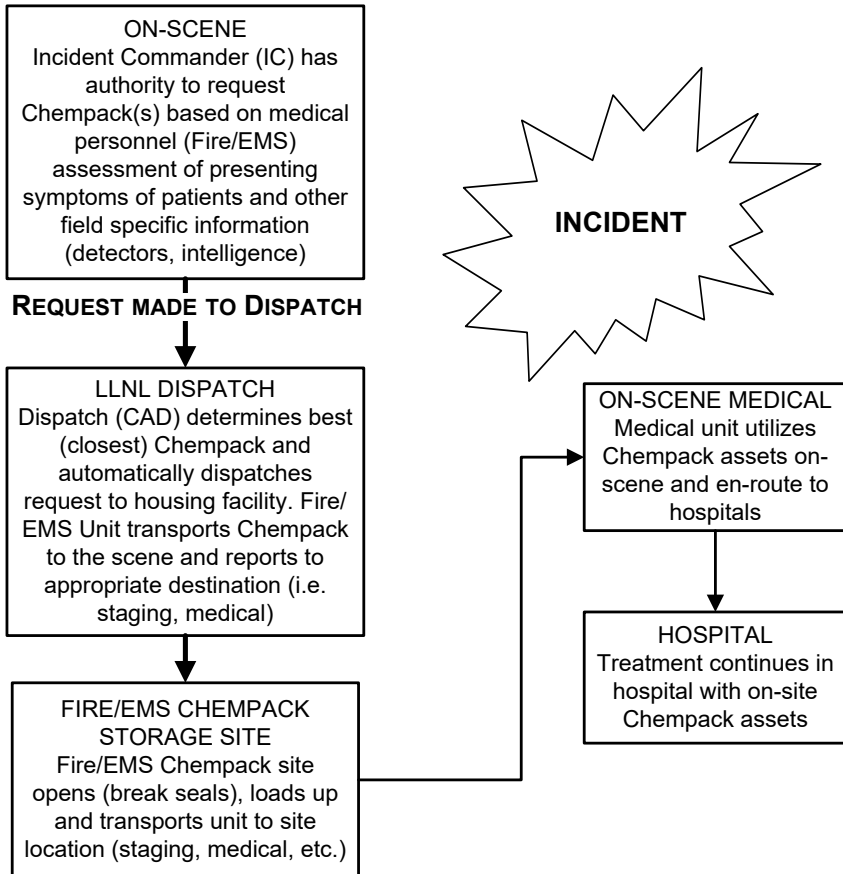 ON-SCENE
Incident Commander (IC) has
authority to request
Chempack(s) based on medical
personnel (Fire/EMS)
assessment of presenting
symptoms of patients and other
field specific information
(detectors, intelligence)
REQUEST MADE TO DISPATCH
LLNL DISPATCH
Dispatch (CAD) determines best
(closest) Chempack and
automatically dispatches
request to housing facility. Fire/
EMS Unit transports Chempack
to the scene and reports to
appropriate destination (i.e.
staging, medical)
FIRE/EMS CHEMPACK
STORAGE SITE
Fire/EMS Chempack site
opens (break seals), loads up
and transports unit to site
location (staging, medical, etc.)
INCIDENT
ON-SCENE MEDICAL
Medical unit utilizes
Chempack assets on-
scene and en-route to
hospitals
HOSPITAL
Treatment continues in
hospital with on-site
Chempack assets